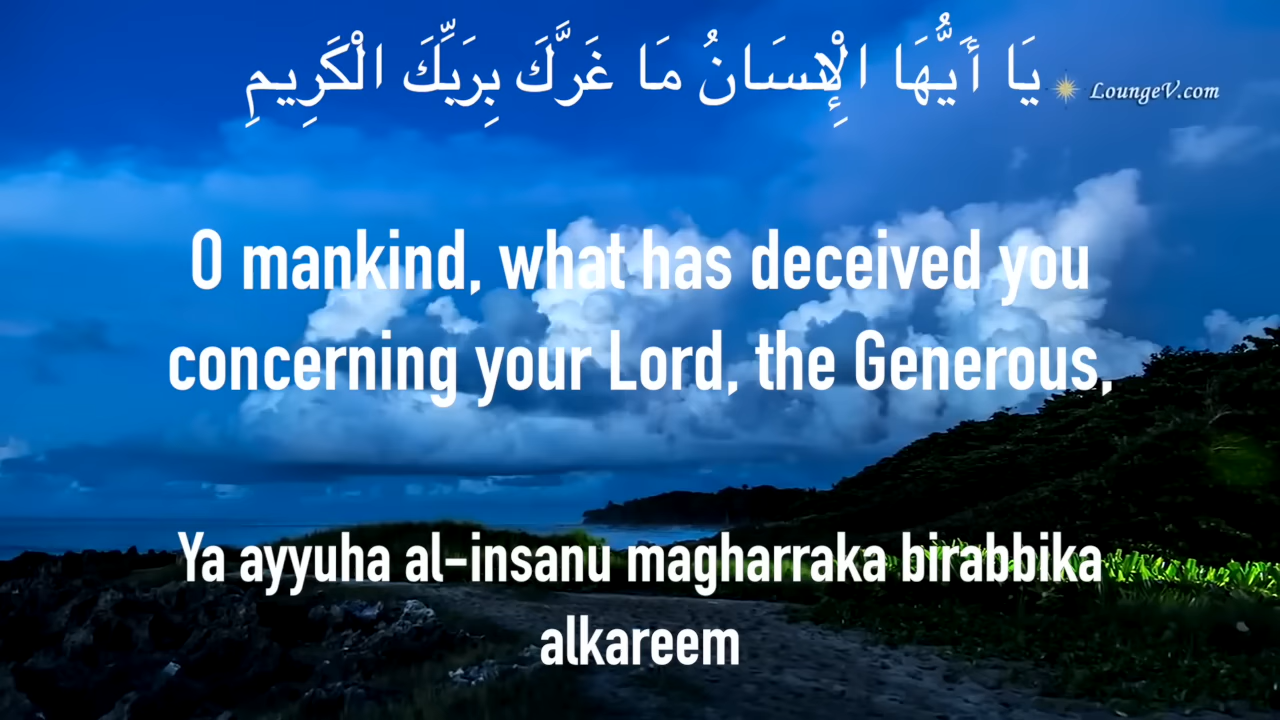 يَا أَيُّهَا الْإِنسَانُ مَا غَرَّكَ بِرَبِّكَ الْكَرِيمِ
LoungeV.com
O mankind, what has deceived you
concerning your Lord, the Generous,
Ya ayyuha al-insanu magharraka birabbika
alkareem